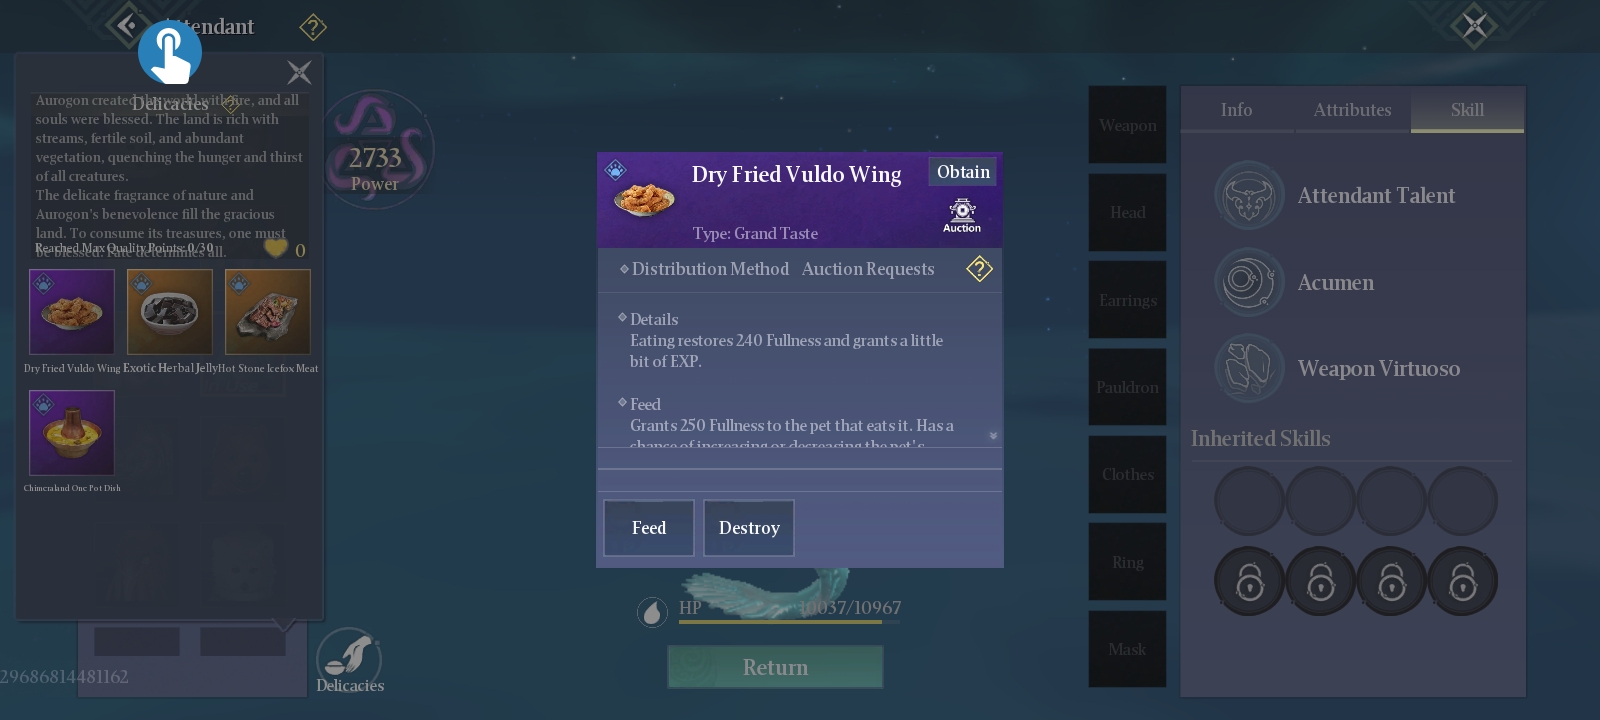 Attendant
?
Delicacies ?
Aurogon created the world with fire, and all
souls were blessed. The land is rich with
streams, fertile soil, and abundant
vegetation, quenching the hunger and thirst
of all creatures.
The delicate fragrance of nature and
Aurogon's benevolence fill the gracious
land. To consume its treasures, one must
be blessed. Fate determines all.
Reached Max Quality Points: 0/30
0
Dry Fried Vuldo Wing
Exotic Herbal Jelly
Hot Stone Icefox Meat
Chimeraland One Pot Dish
29686814481162
Delicacies
2733
Power
Dry Fried Vuldo Wing
Obtain
Auction
Type: Grand Taste
Distribution Method Auction Requests
?
Details
Eating restores 240 Fullness and grants a little
bit of EXP.
Feed
Grants 250 Fullness to the pet that eats it. Has a
chance of increasing or decreasing the pet's
Feed
Destroy
HP 10037/10967
Return
Weapon
Head
Earrings
Pauldron
Clothes
Ring
Mask
Info Attributes Skill
Attendant Talent
Acumen
Weapon Virtuoso
Inherited Skills